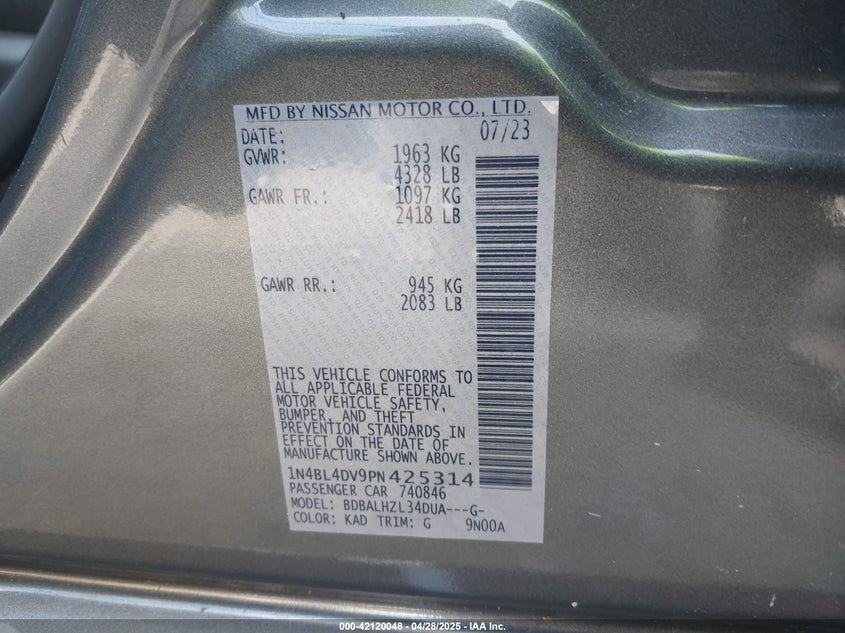 MFD BY NISSAN MOTOR CO., LTD.
DATE: 07/23
GVWR: 1963 KG
4328 LB
GAWR FR.: 1097 KG
2418 LB
GAWR RR.: 945 KG
2083 LB
THIS VEHICLE CONFORMS TO
ALL APPLICABLE FEDERAL
MOTOR VEHICLE SAFETY,
BUMPER, AND THEFT
PREVENTION STANDARDS IN
EFFECT ON THE DATE OF
MANUFACTURE SHOWN ABOVE.
1N4BL4DV9PN425314
PASSENGER CAR 740846
MODEL: BDBALHZL34DUA---G-
COLOR: KAD TRIM: G 9N00A
000-42120048 - 04/28/2025 - IAA Inc.